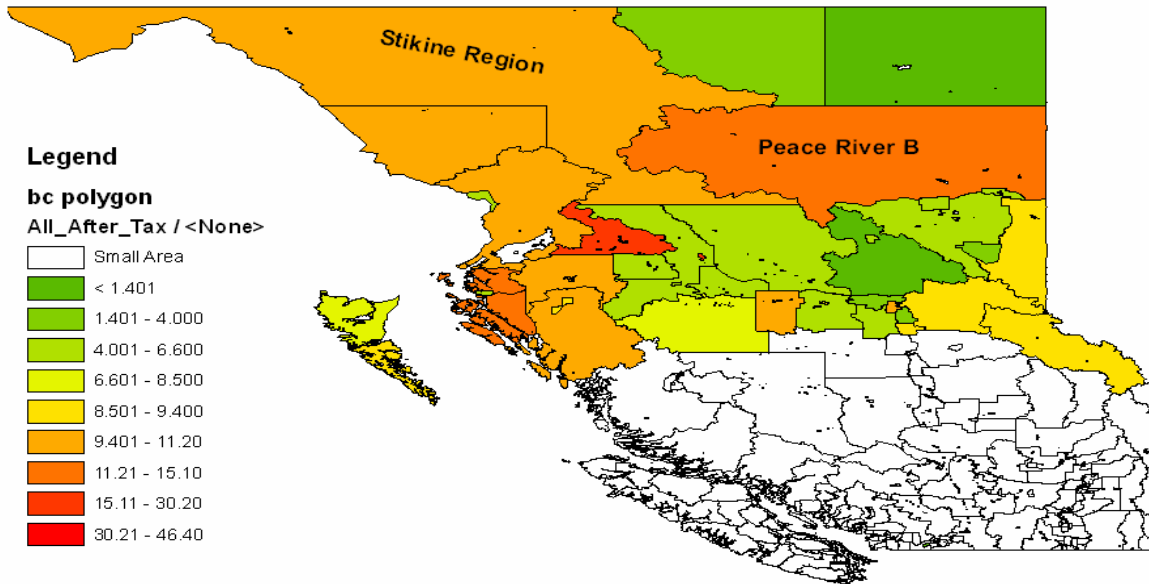 Stikine Region
Peace River B
Legend
bc polygon
All_After_Tax / <None>
Small Area
< 1.401
1.401 - 4.000
4.001 - 6.600
6.601 - 8.500
8.501 - 9.400
9.401 - 11.20
11.21 - 15.10
15.11 - 30.20
30.21 - 46.40